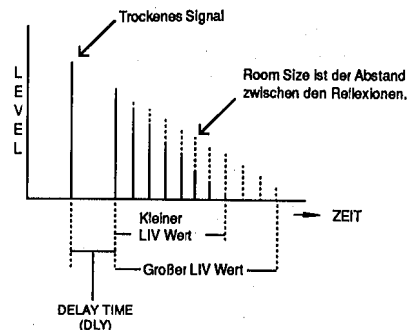 Trockenes Signal
LEVEL
Room Size ist der Abstand
zwischen den Reflexionen.
ZEIT
Kleiner
LIV Wert
Großer LIV Wert
DELAY TIME
(DLY)